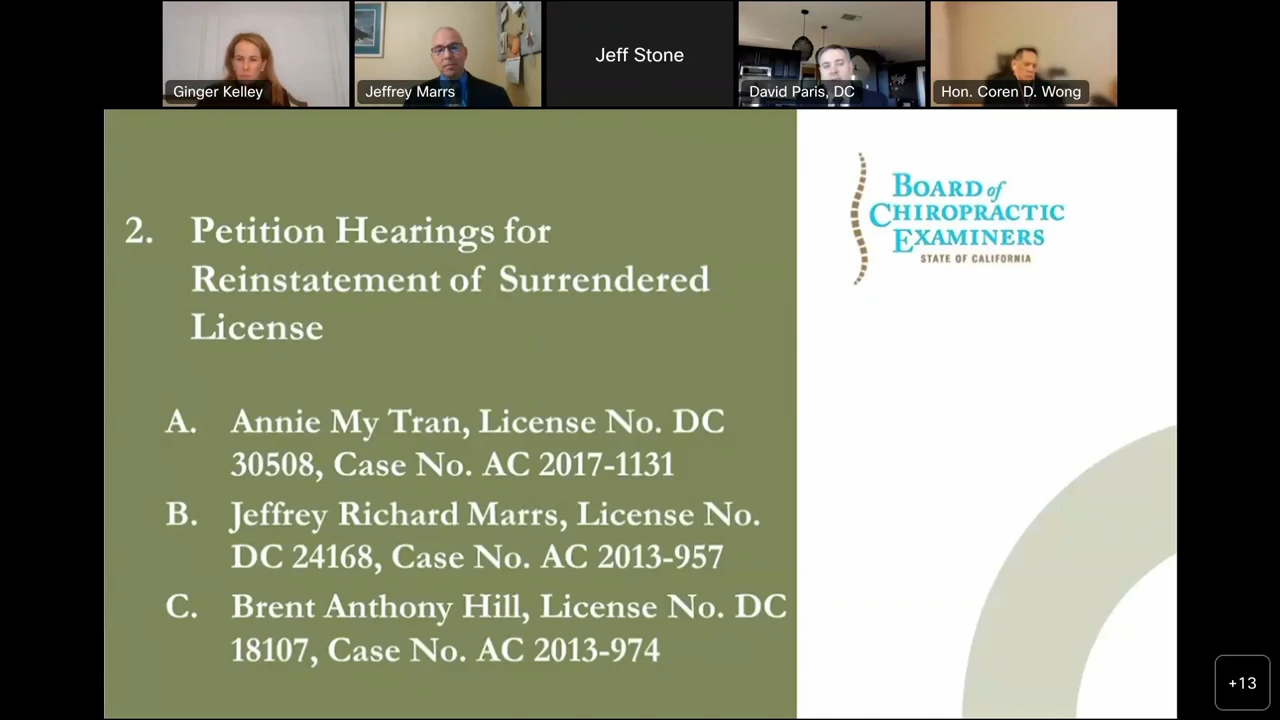 Ginger Kelley
Jeffrey Marrs
Jeff Stone
David Paris, DC
Hon. Coren D. Wong
2. Petition Hearings for
Reinstatement of Surrendered
License
A. Annie My Tran, License No. DC
30508, Case No. AC 2017-1131
B. Jeffrey Richard Marrs, License No.
DC 24168, Case No. AC 2013-957
C. Brent Anthony Hill, License No. DC
18107, Case No. AC 2013-974
BOARD of
CHIROPRACTIC
EXAMINERS
STATE OF CALIFORNIA
+13